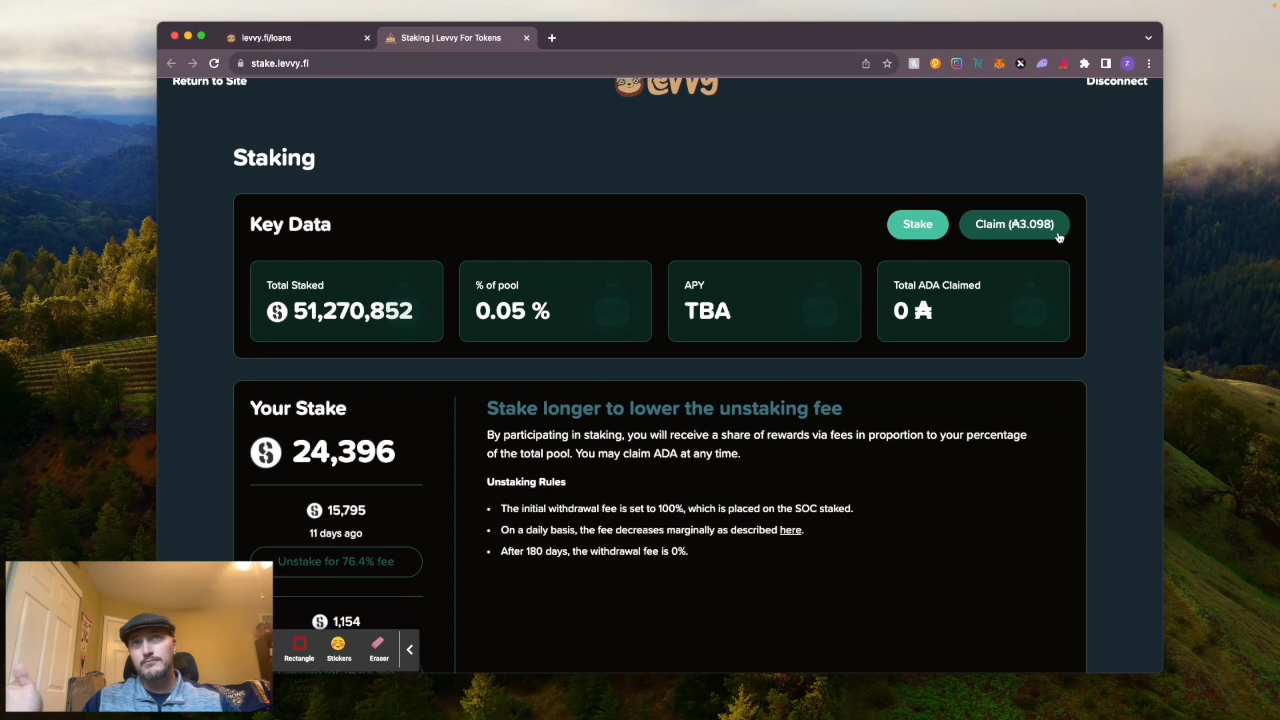 levvy.fi/loans
Staking | Levvy For Tokens
stake.levvy.fi
Return to Site
Levvy
Disconnect
Staking
Key Data
Stake
Claim (₳3.098)
Total Staked
51,270,852
% of pool
0.05 %
APY
TBA
Total ADA Claimed
0 ₳
Your Stake
24,396
15,795
11 days ago
Unstake for 76.4% fee
1,154
Stake longer to lower the unstaking fee
By participating in staking, you will receive a share of rewards via fees in proportion to your percentage
of the total pool. You may claim ADA at any time.
Unstaking Rules
• The initial withdrawal fee is set to 100%, which is placed on the SOC staked.
• On a daily basis, the fee decreases marginally as described here.
• After 180 days, the withdrawal fee is 0%.
Rectangle
Stickers
Eraser